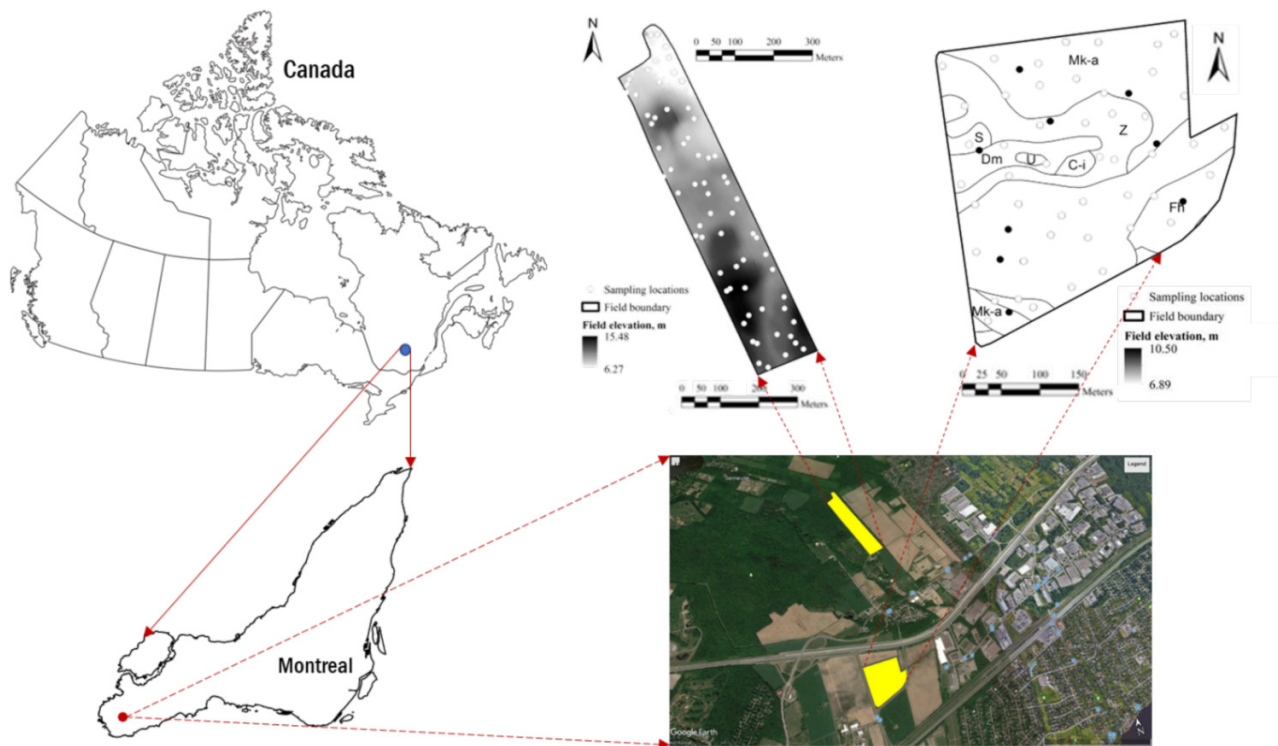 Canada
Montreal
N
0 50 100 200 300
Meters
Sampling locations
Field boundary
Field elevation, m
15.48
6.27
0 50 100 200 300
Meters
N
Mk-a
Z
S
Dm
U
C-i
Fh
Mk-a
Sampling locations
Field boundary
Field elevation, m
10.50
6.89
0 25 50 100 150
Meters
Legend
Google Earth
N